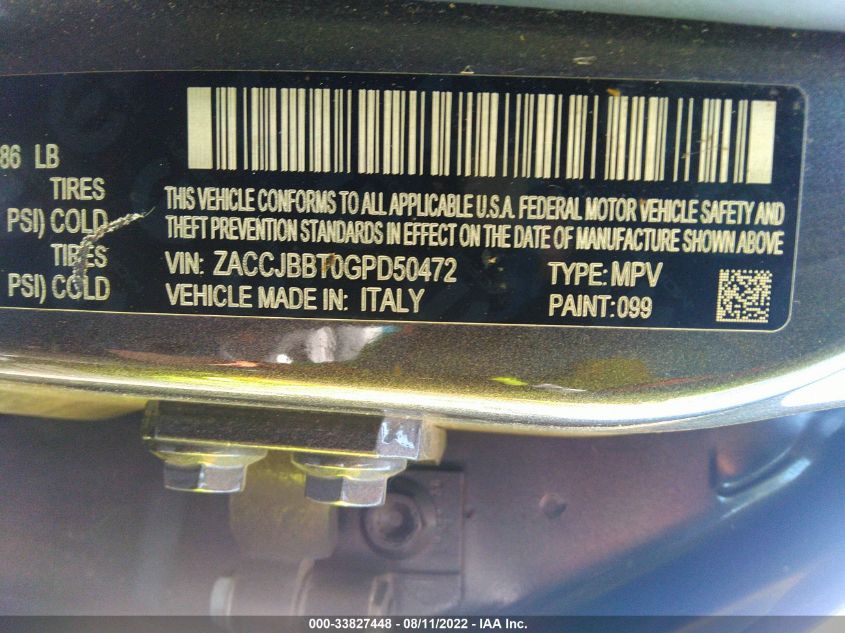 86 LB
TIRES
PSI) COLD
TIRES
PSI) COLD
THIS VEHICLE CONFORMS TO ALL APPLICABLE U.S.A. FEDERAL MOTOR VEHICLE SAFETY AND
THEFT PREVENTION STANDARDS IN EFFECT ON THE DATE OF MANUFACTURE SHOWN ABOVE
VIN: ZACCJBBT0GPD50472 TYPE: MPV
VEHICLE MADE IN: ITALY PAINT: 099
000-33827448 - 08/11/2022 - IAA Inc.